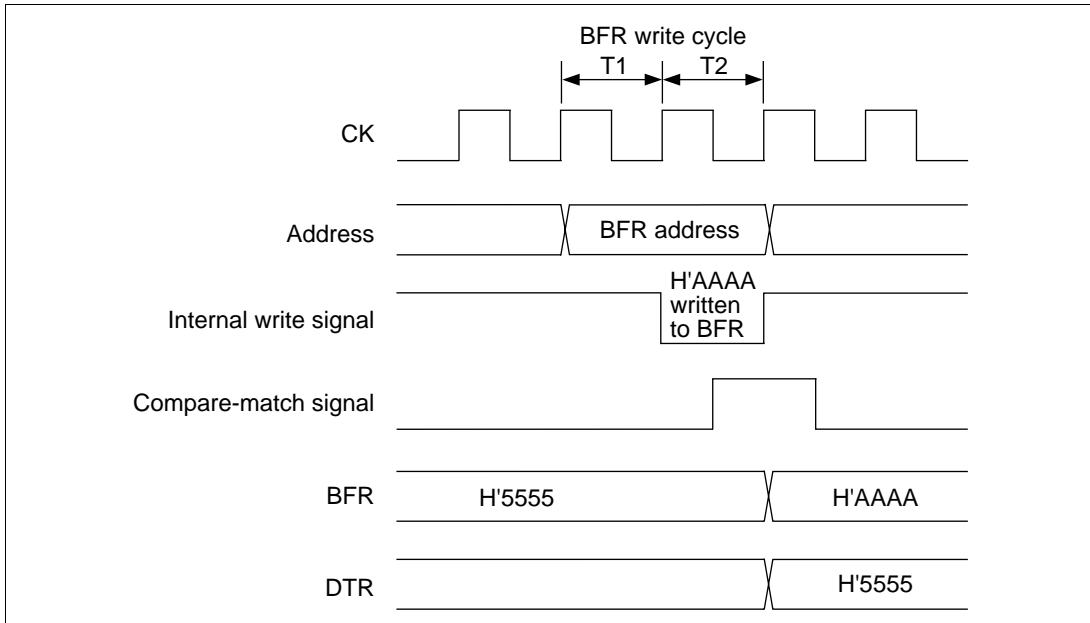 BFR write cycle
T1 T2
CK
Address
BFR address
Internal write signal
H'AAAA
written
to BFR
Compare-match signal
BFR
H'5555
H'AAAA
DTR
H'5555